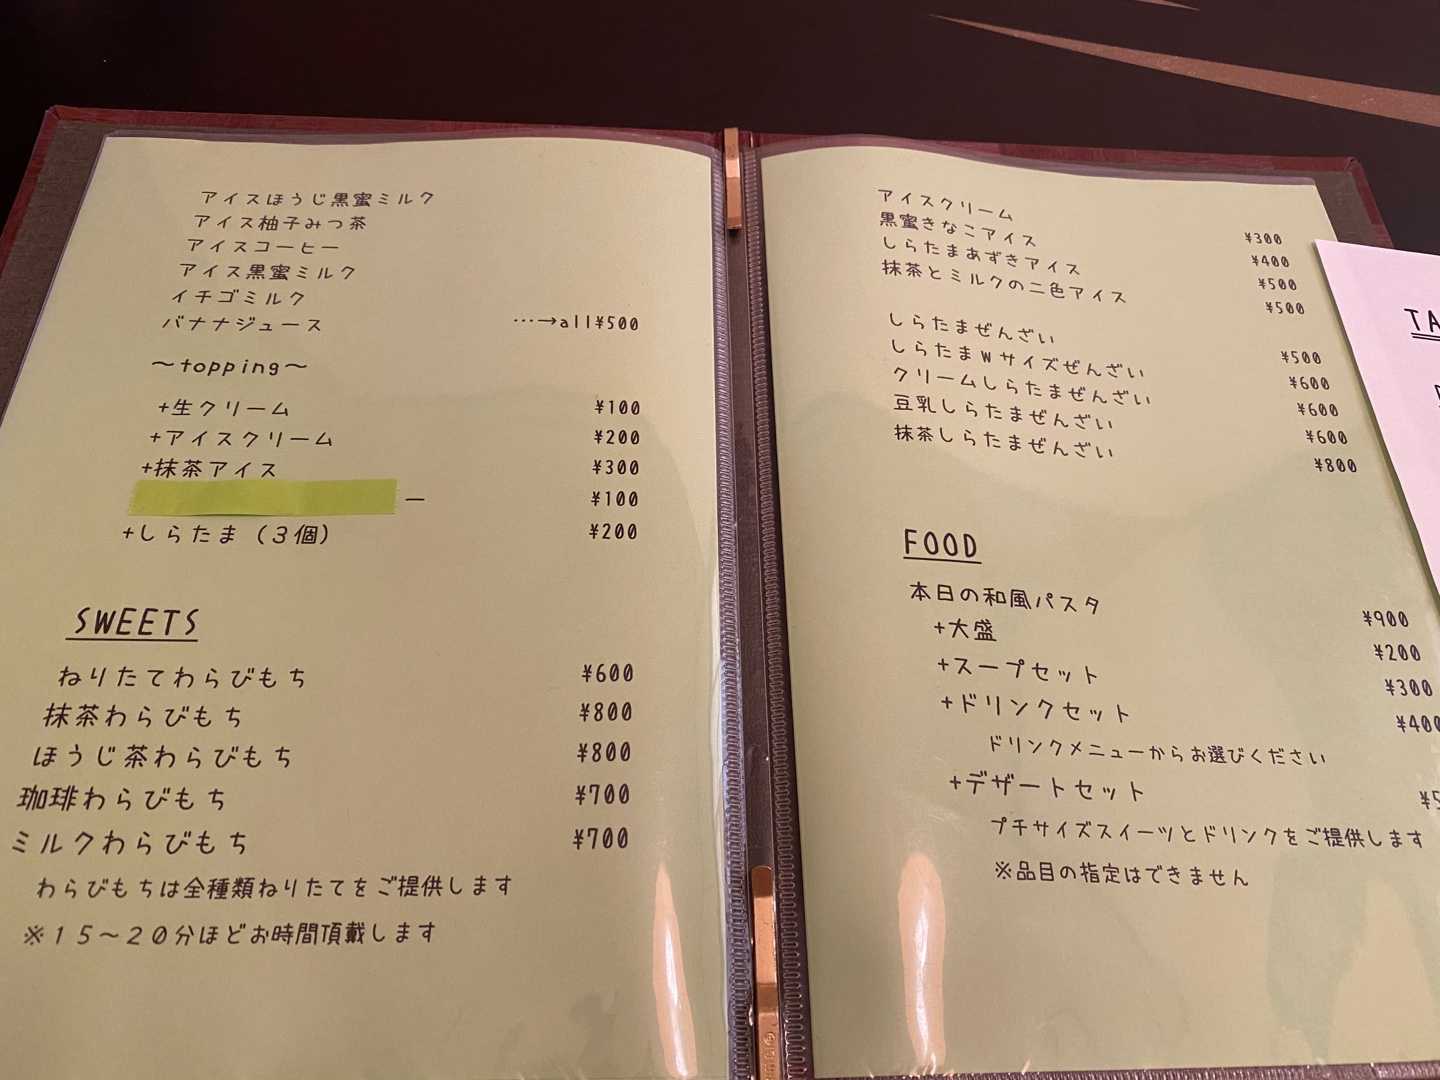 アイスほうじ黒蜜ミルク
アイス柚子みつ茶
アイスコーヒー
アイス黒蜜ミルク
イチゴミルク
バナナジュース …→all¥500
～topping～
+生クリーム ¥100
+アイスクリーム ¥200
+抹茶アイス ¥300
ー ¥100
+しらたま（３個） ¥200
SWEETS
ねりたてわらびもち ¥600
抹茶わらびもち ¥800
ほうじ茶わらびもち ¥800
珈琲わらびもち ¥700
ミルクわらびもち ¥700
わらびもちは全種類ねりたてをご提供します
※１５～２０分ほどお時間頂戴します
アイスクリーム ¥300
黒蜜きなこアイス ¥400
しらたまあずきアイス ¥500
抹茶とミルクの二色アイス ¥500
しらたまぜんざい ¥500
しらたまWサイズぜんざい ¥600
クリームしらたまぜんざい ¥600
豆乳しらたまぜんざい ¥600
抹茶しらたまぜんざい ¥800
FOOD
本日の和風パスタ ¥900
+大盛 ¥200
+スープセット ¥300
+ドリンクセット ¥400
ドリンクメニューからお選びください
+デザートセット ¥5
プチサイズスイーツとドリンクをご提供します
※品目の指定はできません
TA